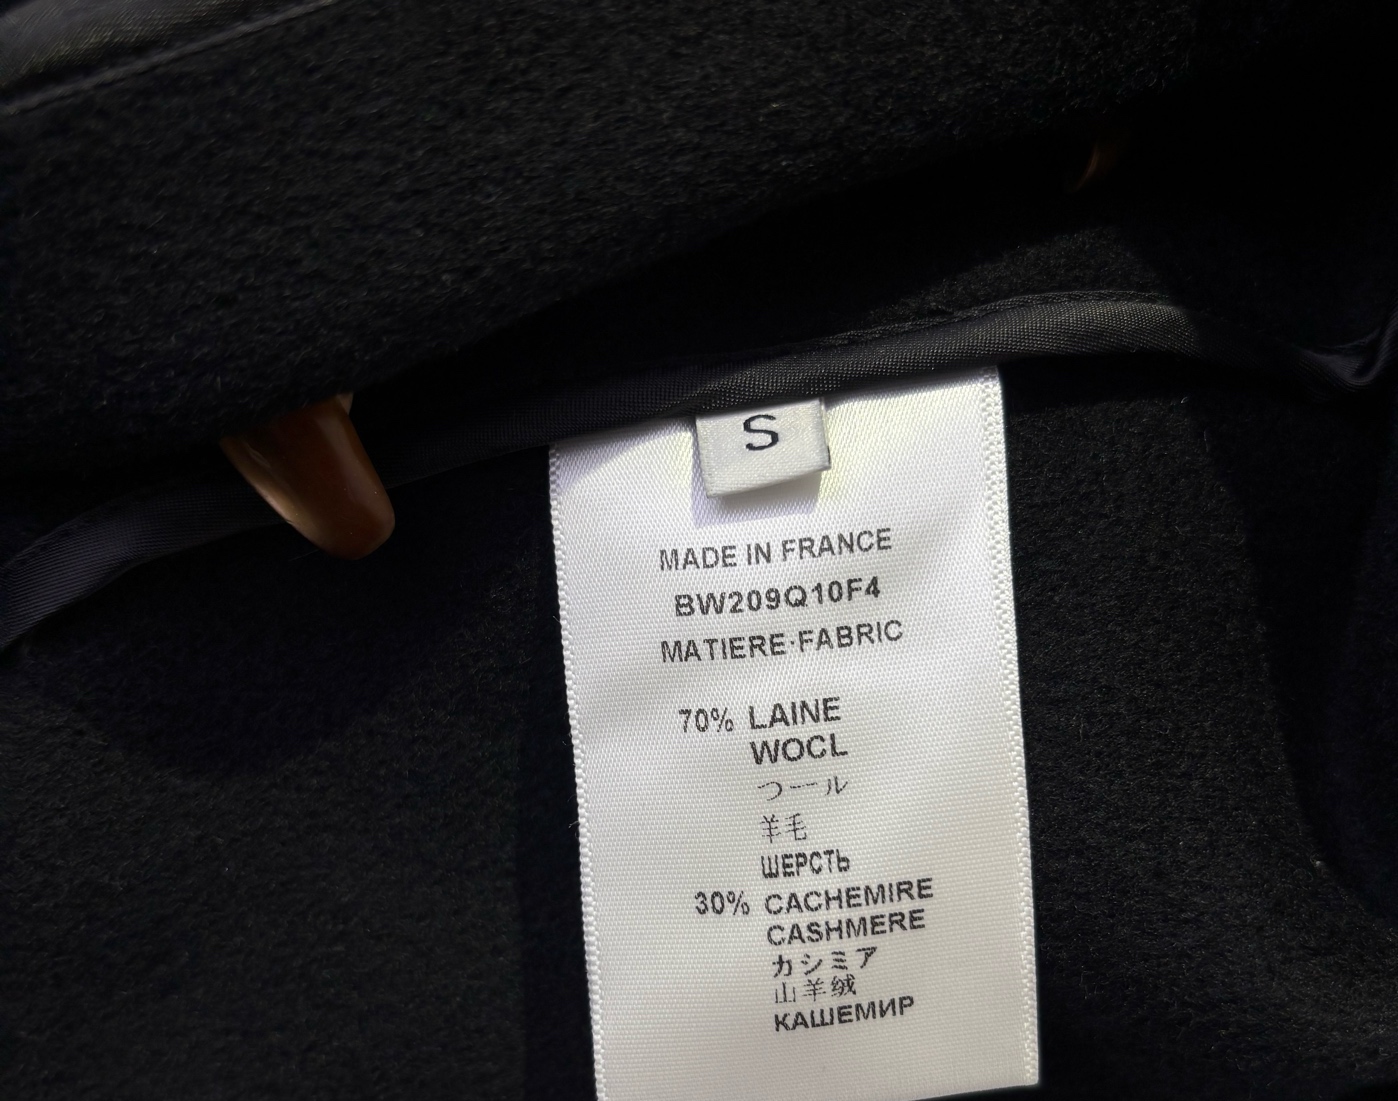 S
MADE IN FRANCE
BW209Q10F4
MATIERE·FABRIC
70% LAINE
WOCL
つール
羊毛
ШЕРСТЬ
30% CACHEMIRE
CASHMERE
カシミア
山羊绒
КАШЕМИР